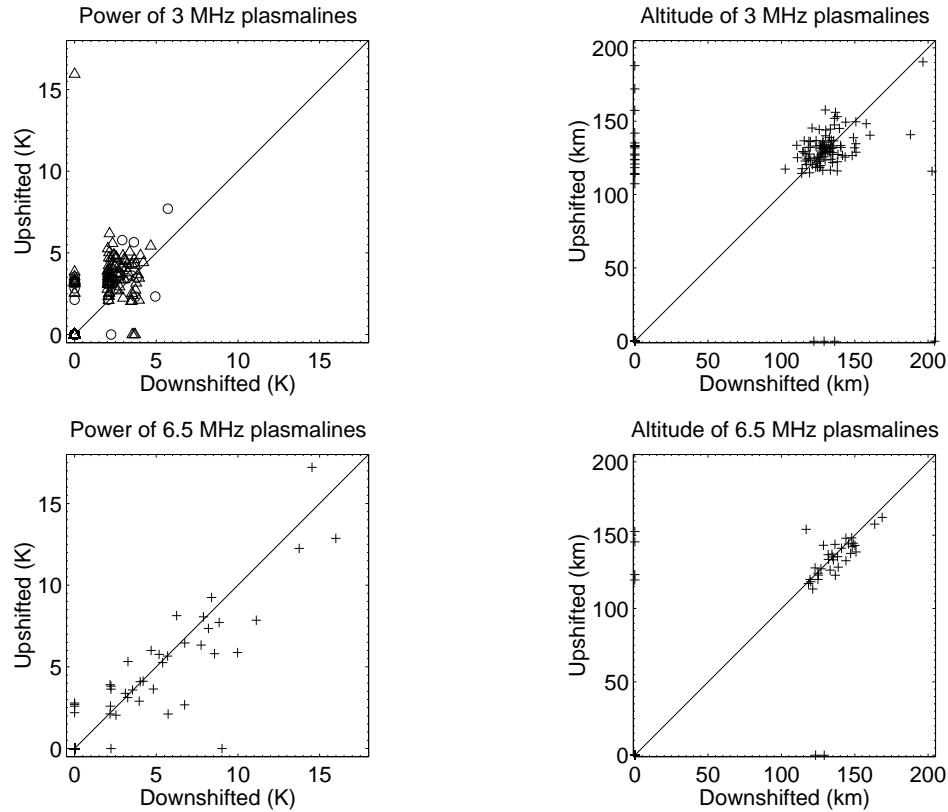 Power of 3 MHz plasmalines
Upshifted (K)
15
10
5
0
0 5 10 15
Downshifted (K)
Altitude of 3 MHz plasmalines
Upshifted (km)
200
150
100
50
0
0 50 100 150 200
Downshifted (km)
Power of 6.5 MHz plasmalines
Upshifted (K)
15
10
5
0
0 5 10 15
Downshifted (K)
Altitude of 6.5 MHz plasmalines
Upshifted (km)
200
150
100
50
0
0 50 100 150 200
Downshifted (km)